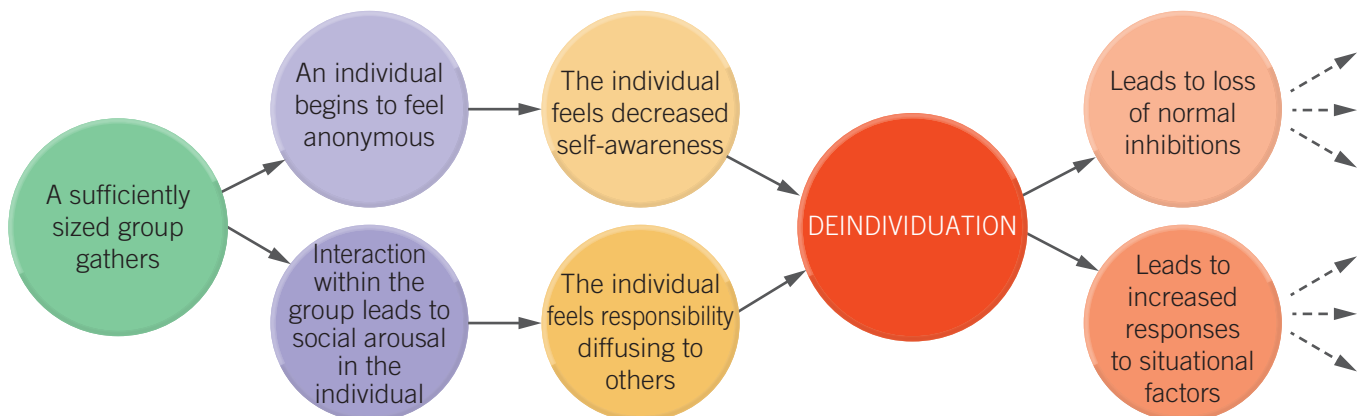 A sufficiently
sized group
gathers
An individual
begins to feel
anonymous
Interaction
within the
group leads to
social arousal
in the
individual
The individual
feels decreased
self-awareness
The individual
feels responsibility
diffusing to
others
DEINDIVIDUATION
Leads to loss
of normal
inhibitions
Leads to
increased
responses
to situational
factors